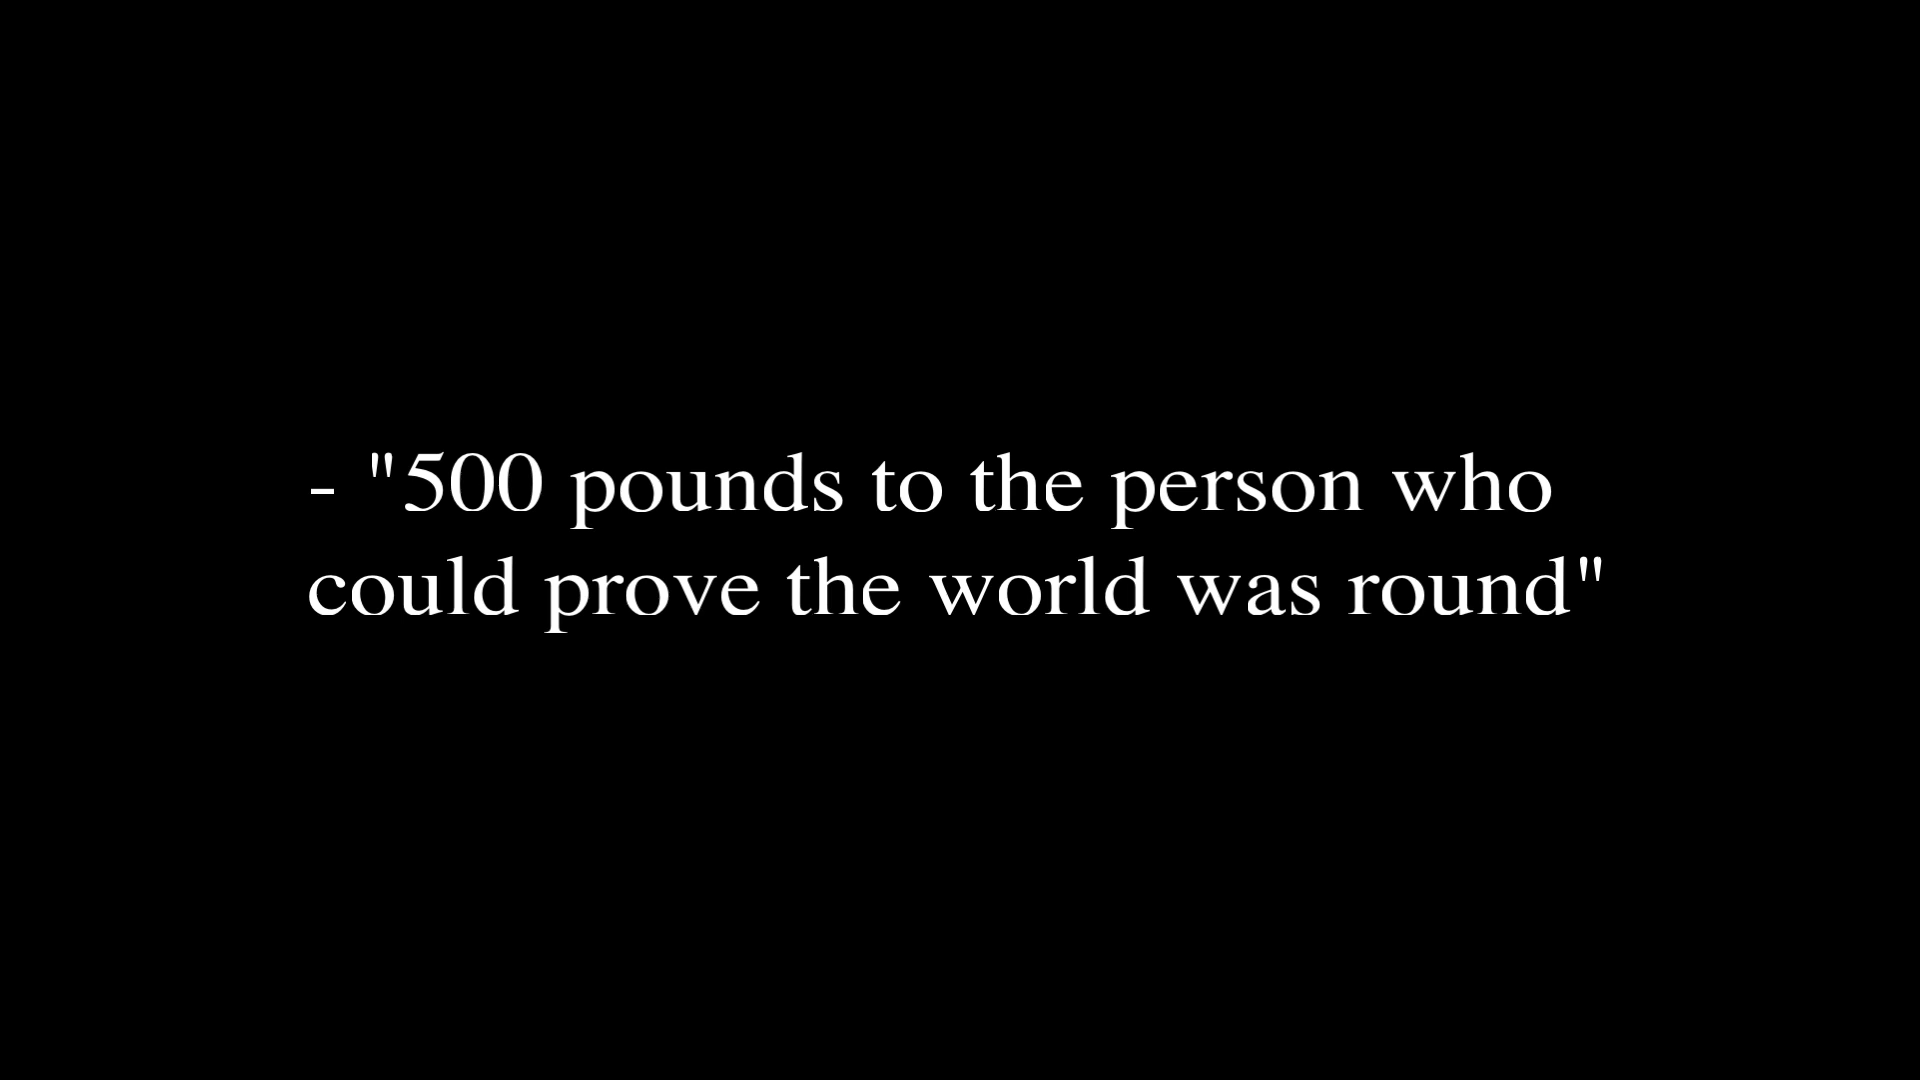 - "500 pounds to the person who
could prove the world was round"